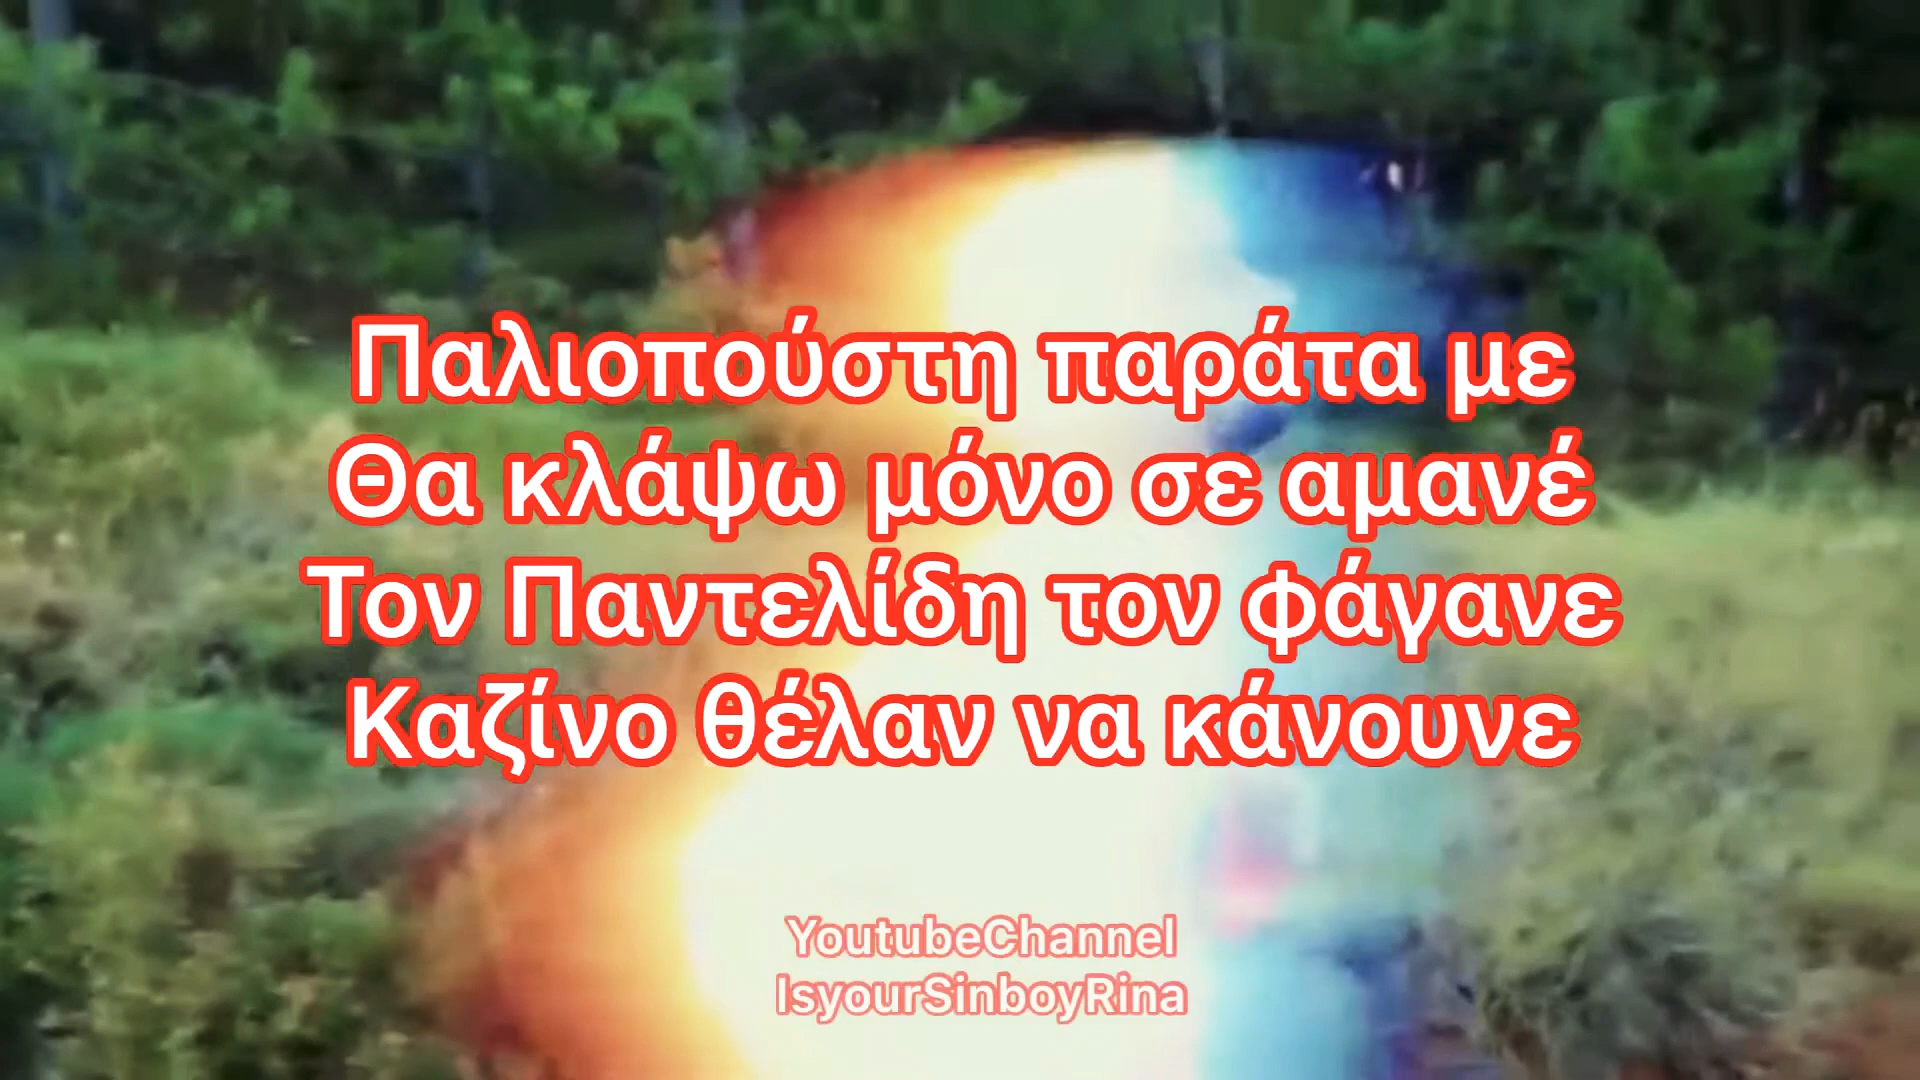 Παλιοπούστη παράτα με
Θα κλάψω μόνο σε αμανέ
Τον Παντελίδη τον φάγανε
Καζίνο θέλαν να κάνουνε
YoutubeChannel
IsyourSinboyRina